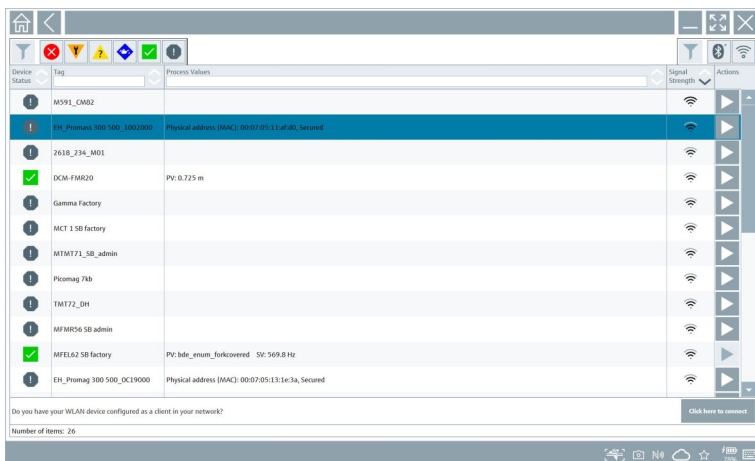 Device Status Tag Process Values Signal Strength Actions
M591_CM82
EH_Promass 300 500_1002000 Physical address (MAC): 00:07:05:11:af:d0, Secured
2618_234_M01
DCM-FMR20 PV: 0.725 m
Gamma Factory
MCT 1 SB factory
MTMT71_SB_admin
Picomag 7kb
TMT72_DH
MFMR56 SB admin
MFEL62 SB factory PV: bde_enum_forkcovered SV: 569.8 Hz
EH_Promag 300 500_0C19000 Physical address (MAC): 00:07:05:13:1e:3a, Secured
Do you have your WLAN device configured as a client in your network? Click here to connect
Number of items: 26
78%